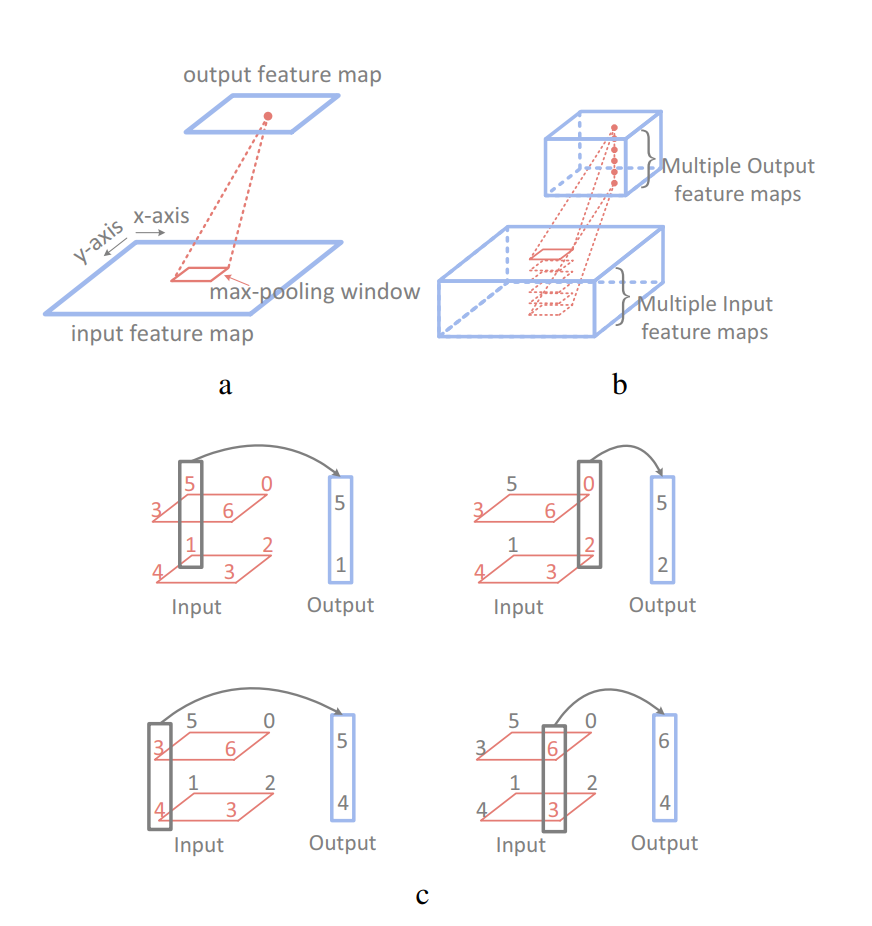 output feature map
x-axis
y-axis
max-pooling window
input feature map
a
Multiple Output
feature maps
Multiple Input
feature maps
b
5 0
3 6 5
1 2
4 3 1
Input Output
5 0
3 6 5
1 2
4 3 2
Input Output
5 0
3 6 5
1 2
4 3 4
Input Output
5 0
3 6 6
1 2
4 3 4
Input Output
c